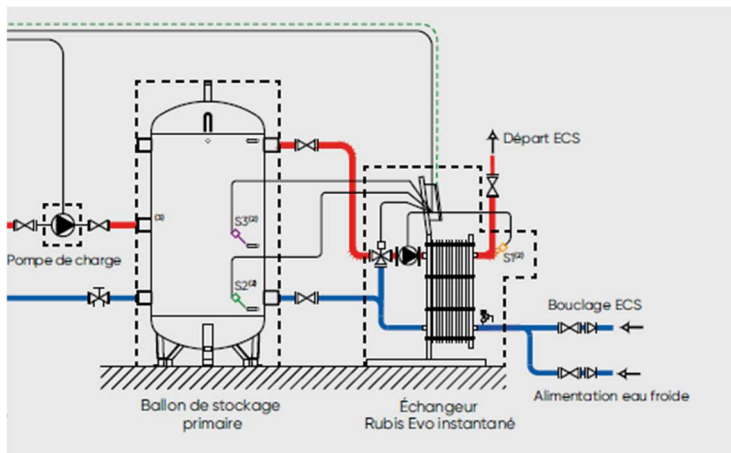 Départ ECS
(3)
S3(2)
S1(2)
Pompe de charge
S2(2)
Bouclage ECS
Alimentation eau froide
Ballon de stockage
primaire
Échangeur
Rubis Evo instantané